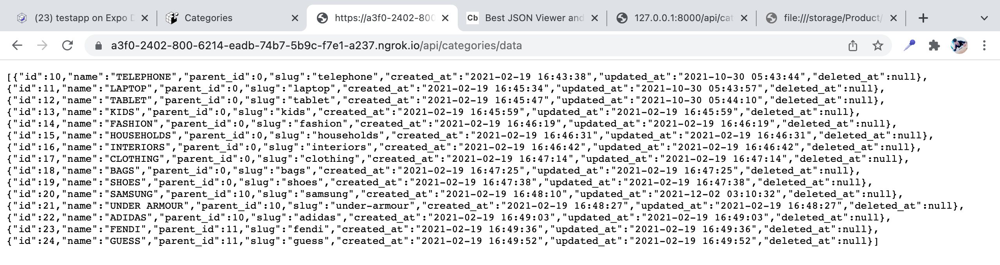 (23) testapp on Expo D
Categories
https://a3f0-2402-800
Cb Best JSON Viewer and
127.0.0.1:8000/api/cat
file:///storage/Product/
a3f0-2402-800-6214-eadb-74b7-5b9c-f7e1-a237.ngrok.io/api/categories/data
[{"id":10,"name":"TELEPHONE","parent_id":0,"slug":"telephone","created_at":"2021-02-19 16:43:38","updated_at":"2021-10-30 05:43:44","deleted_at":null},
{"id":11,"name":"LAPTOP","parent_id":0,"slug":"laptop","created_at":"2021-02-19 16:45:34","updated_at":"2021-10-30 05:43:57","deleted_at":null},
{"id":12,"name":"TABLET","parent_id":0,"slug":"tablet","created_at":"2021-02-19 16:45:47","updated_at":"2021-10-30 05:44:10","deleted_at":null},
{"id":13,"name":"KIDS","parent_id":0,"slug":"kids","created_at":"2021-02-19 16:45:59","updated_at":"2021-02-19 16:45:59","deleted_at":null},
{"id":14,"name":"FASHION","parent_id":0,"slug":"fashion","created_at":"2021-02-19 16:46:19","updated_at":"2021-02-19 16:46:19","deleted_at":null},
{"id":15,"name":"HOUSEHOLDS","parent_id":0,"slug":"households","created_at":"2021-02-19 16:46:31","updated_at":"2021-02-19 16:46:31","deleted_at":null},
{"id":16,"name":"INTERIORS","parent_id":0,"slug":"interiors","created_at":"2021-02-19 16:46:42","updated_at":"2021-02-19 16:46:42","deleted_at":null},
{"id":17,"name":"CLOTHING","parent_id":0,"slug":"clothing","created_at":"2021-02-19 16:47:14","updated_at":"2021-02-19 16:47:14","deleted_at":null},
{"id":18,"name":"BAGS","parent_id":0,"slug":"bags","created_at":"2021-02-19 16:47:25","updated_at":"2021-02-19 16:47:25","deleted_at":null},
{"id":19,"name":"SHOES","parent_id":0,"slug":"shoes","created_at":"2021-02-19 16:47:38","updated_at":"2021-02-19 16:47:38","deleted_at":null},
{"id":20,"name":"SAMSUNG","parent_id":10,"slug":"samsung","created_at":"2021-02-19 16:48:10","updated_at":"2021-12-02 03:10:32","deleted_at":null},
{"id":21,"name":"UNDER ARMOUR","parent_id":10,"slug":"under-armour","created_at":"2021-02-19 16:48:27","updated_at":"2021-02-19 16:48:27","deleted_at":null},
{"id":22,"name":"ADIDAS","parent_id":10,"slug":"adidas","created_at":"2021-02-19 16:49:03","updated_at":"2021-02-19 16:49:03","deleted_at":null},
{"id":23,"name":"FENDI","parent_id":11,"slug":"fendi","created_at":"2021-02-19 16:49:36","updated_at":"2021-02-19 16:49:36","deleted_at":null},
{"id":24,"name":"GUESS","parent_id":11,"slug":"guess","created_at":"2021-02-19 16:49:52","updated_at":"2021-02-19 16:49:52","deleted_at":null}]